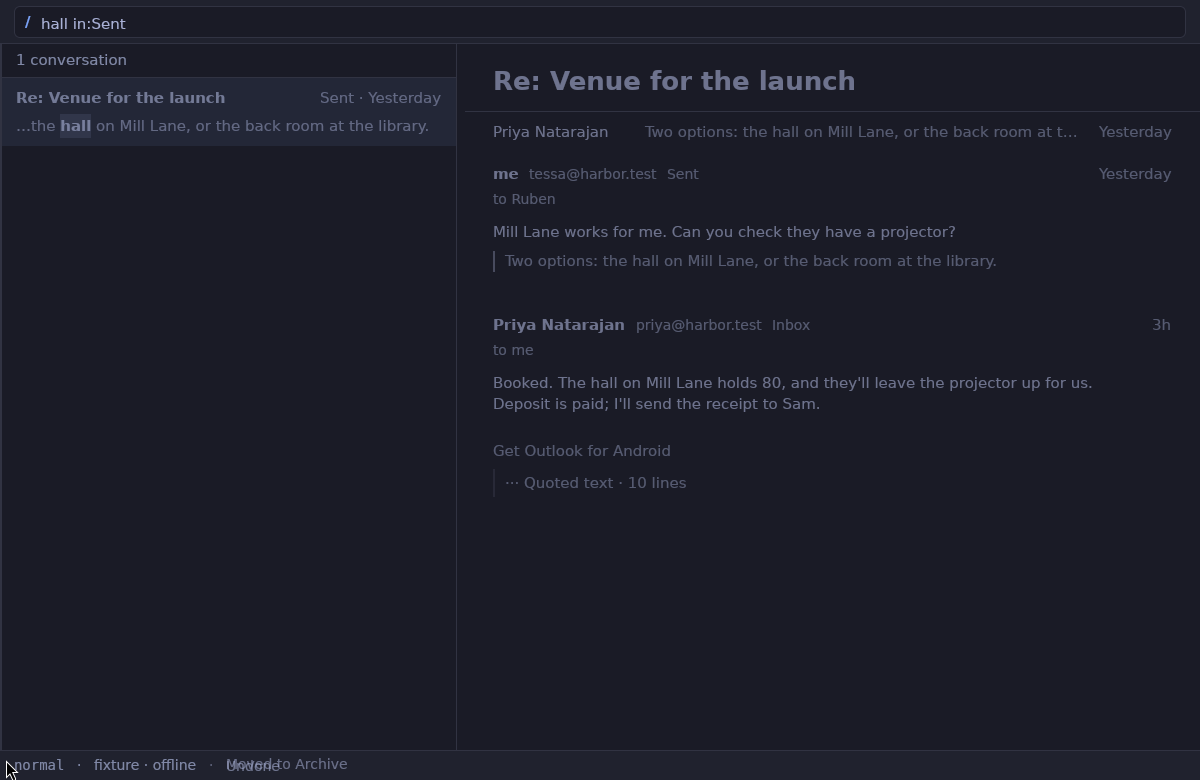 / hall in:Sent
1 conversation
Re: Venue for the launch Sent · Yesterday
…the hall on Mill Lane, or the back room at the library.
Re: Venue for the launch
Priya Natarajan Two options: the hall on Mill Lane, or the back room at t… Yesterday
me tessa@harbor.test Sent Yesterday
to Ruben
Mill Lane works for me. Can you check they have a projector?
Two options: the hall on Mill Lane, or the back room at the library.
Priya Natarajan priya@harbor.test Inbox 3h
to me
Booked. The hall on Mill Lane holds 80, and they'll leave the projector up for us.
Deposit is paid; I'll send the receipt to Sam.
Get Outlook for Android
··· Quoted text · 10 lines
normal · fixture · offline · Moved to Archive
Undone